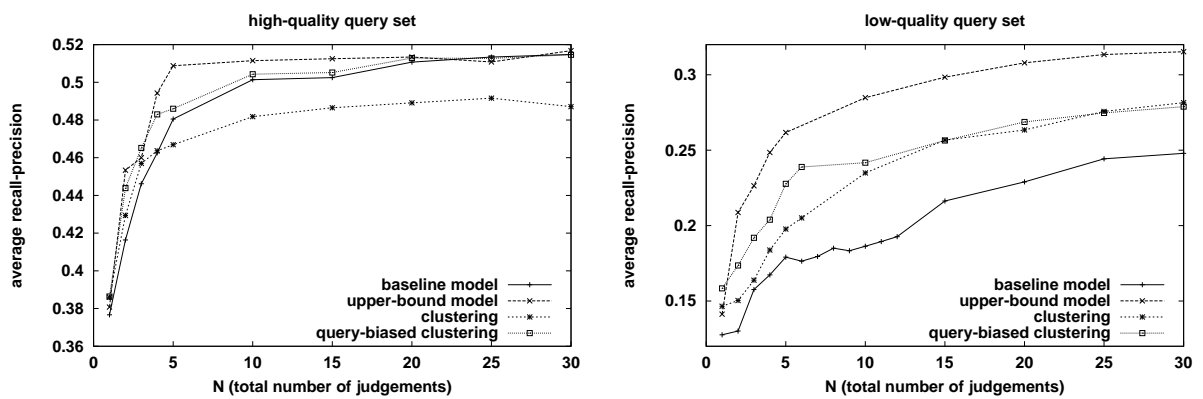 high-quality query set
0.52
0.5
0.48
0.46
0.44
0.42
0.4
0.38
0.36
average recall-precision
baseline model
upper-bound model
clustering
query-biased clustering
0 5 10 15 20 25 30
N (total number of judgements)
low-quality query set
0.3
0.25
0.2
0.15
average recall-precision
baseline model
upper-bound model
clustering
query-biased clustering
0 5 10 15 20 25 30
N (total number of judgements)